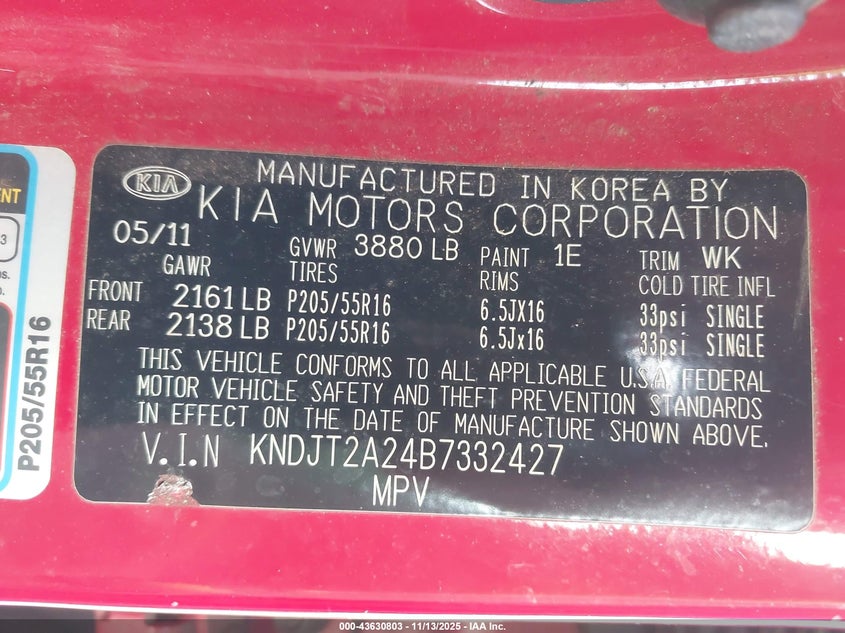 KIA
MANUFACTURED IN KOREA BY
KIA MOTORS CORPORATION
05/11 GVWR 3880 LB PAINT 1E TRIM WK
GAWR TIRES RIMS COLD TIRE INFL
FRONT 2161 LB P205/55R16 6.5JX16 33psi SINGLE
REAR 2138 LB P205/55R16 6.5Jx16 33psi SINGLE
THIS VEHICLE CONFORMS TO ALL APPLICABLE U.S.A. FEDERAL
MOTOR VEHICLE SAFETY AND THEFT PREVENTION STANDARDS
IN EFFECT ON THE DATE OF MANUFACTURE SHOWN ABOVE.
V.I.N KNDJT2A24B7332427
MPV
P205/55R16
000-43630803 - 11/13/2025 - IAA Inc.